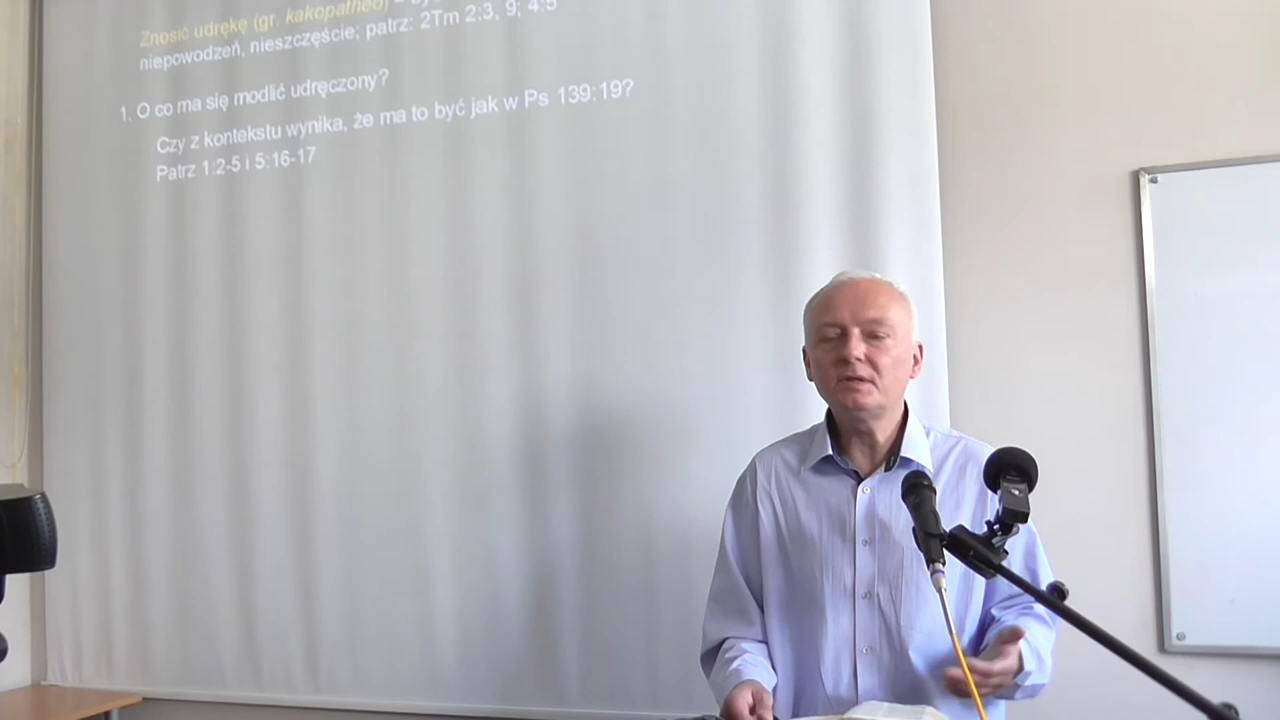 Znosić udrękę (gr. kakopatheo) –
niepowodzeń, nieszczęście; patrz: 2Tm 2:3, 9; 4:5
1. O co ma się modlić udręczony?
Czy z kontekstu wynika, że ma to być jak w Ps 139:19?
Patrz 1:2-5 i 5:16-17